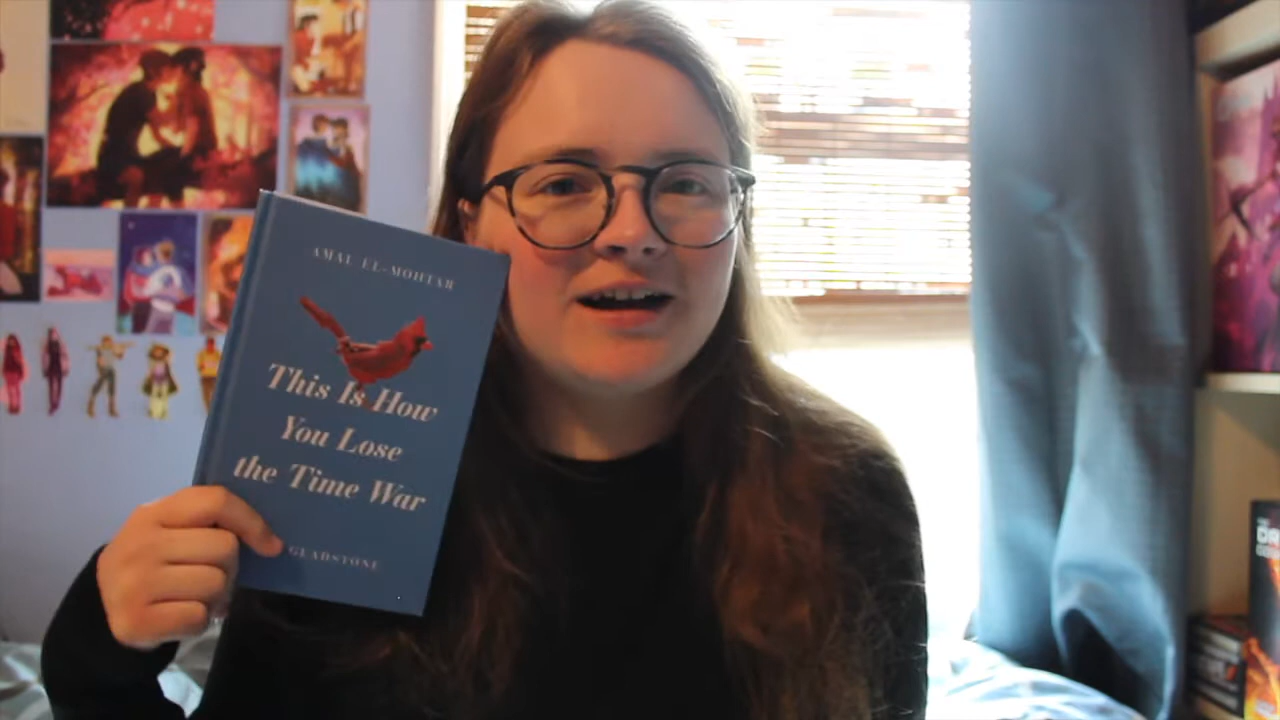 AMAL EL-MOHTAR
This Is How
You Lose
the Time War
GLADSTONE